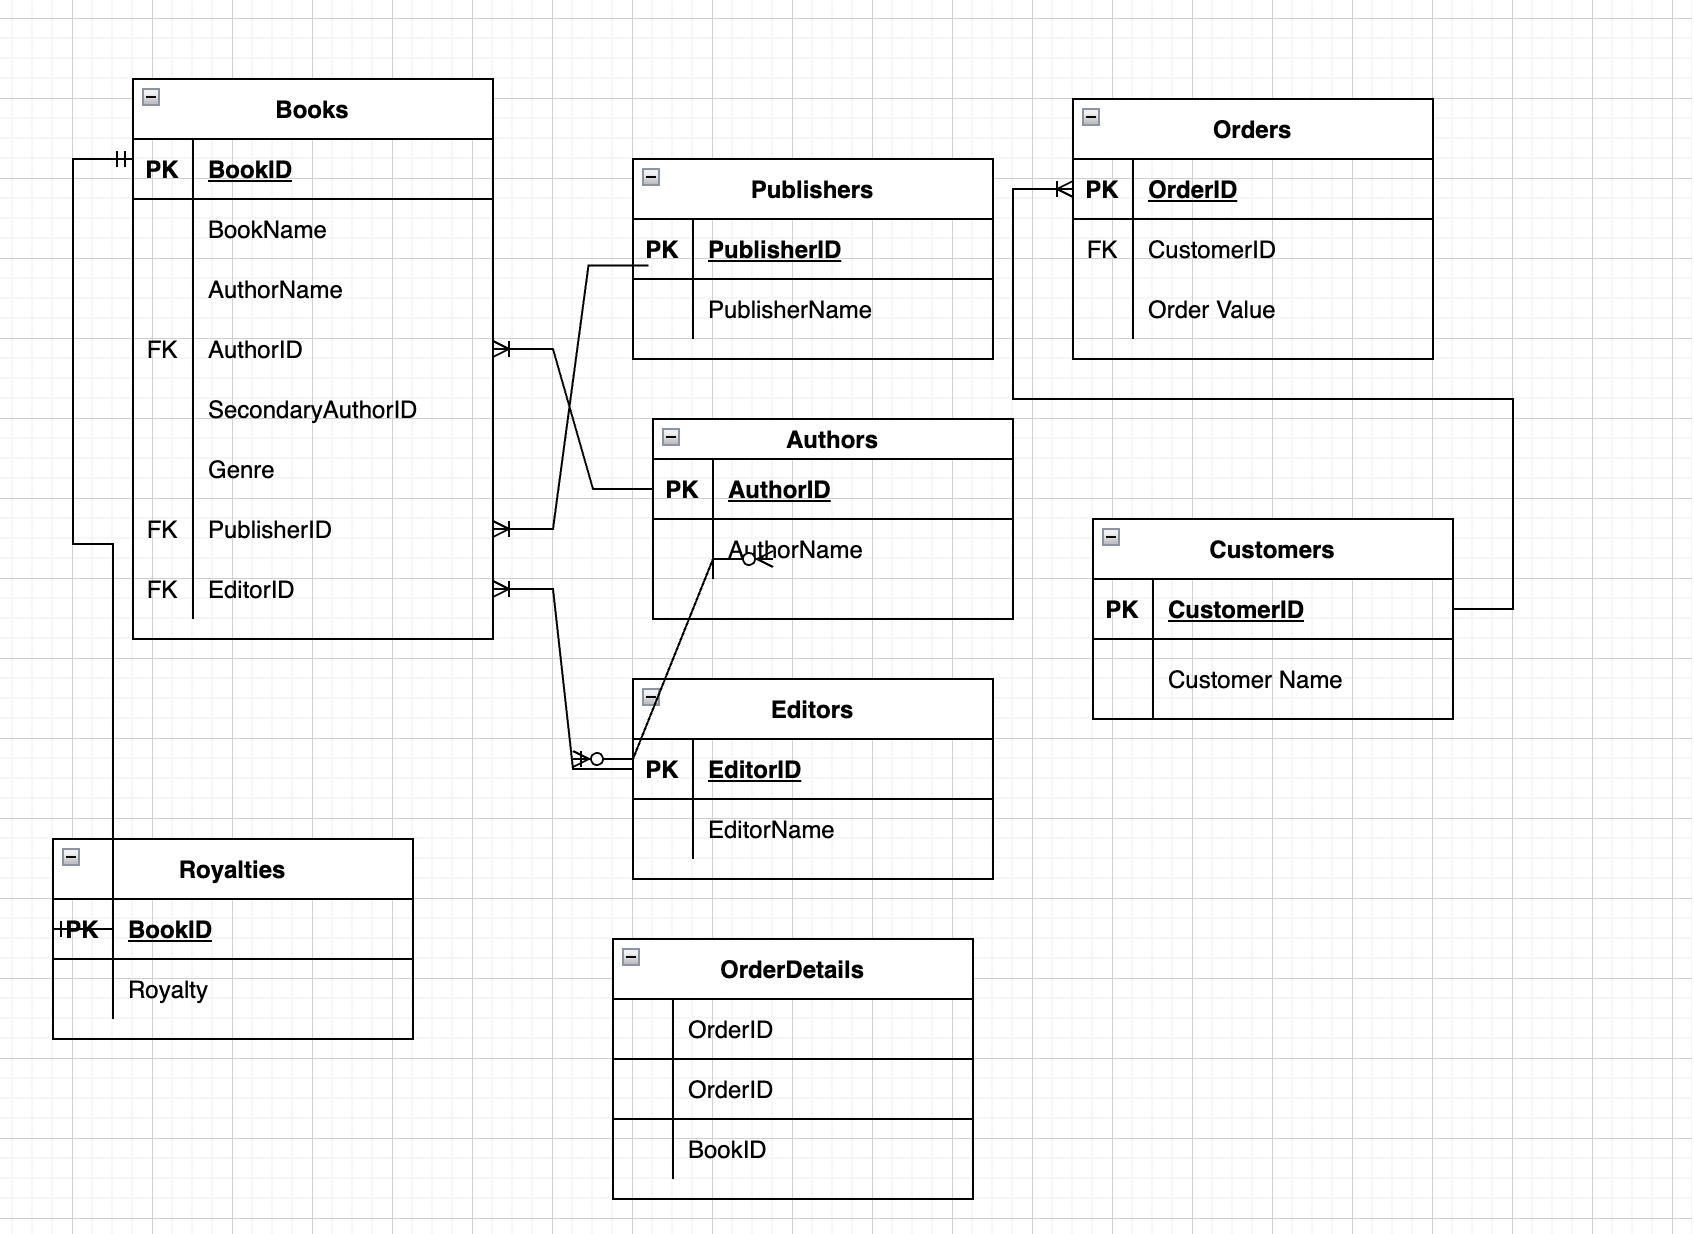 Books
PK BookID
BookName
AuthorName
FK AuthorID
SecondaryAuthorID
Genre
FK PublisherID
FK EditorID
Publishers
PK PublisherID
PublisherName
Orders
PK OrderID
FK CustomerID
Order Value
Authors
PK AuthorID
AuthorName
Customers
PK CustomerID
Customer Name
Editors
PK EditorID
EditorName
Royalties
PK BookID
Royalty
OrderDetails
OrderID
OrderID
BookID